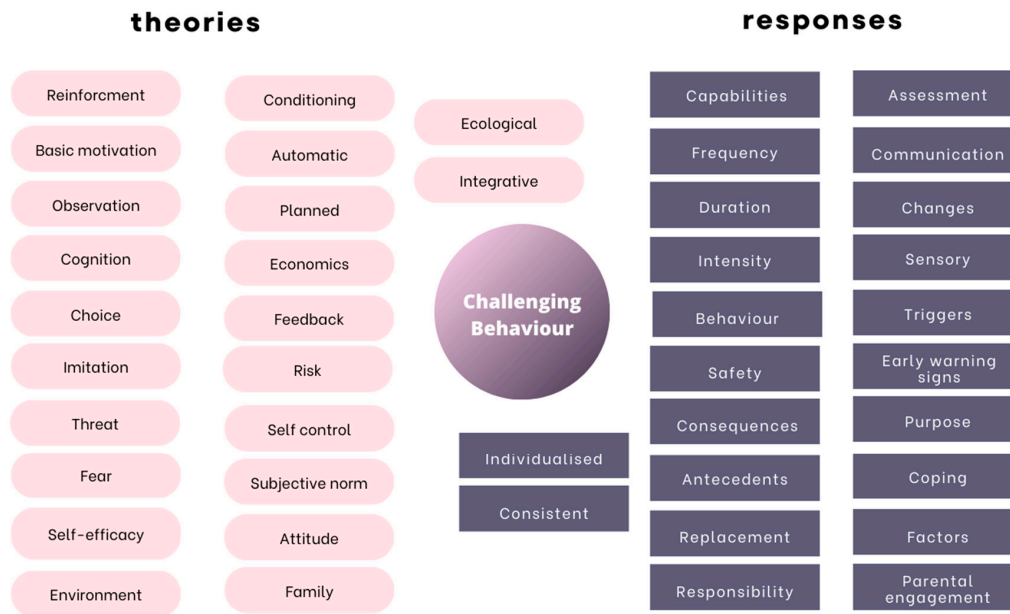 theories
responses
Reinforcment
Basic motivation
Observation
Cognition
Choice
Imitation
Threat
Fear
Self-efficacy
Environment
Conditioning
Automatic
Planned
Economics
Feedback
Risk
Self control
Subjective norm
Attitude
Family
Ecological
Integrative
Challenging
Behaviour
Individualised
Consistent
Capabilities
Frequency
Duration
Intensity
Behaviour
Safety
Consequences
Antecedents
Replacement
Responsibility
Assessment
Communication
Changes
Sensory
Triggers
Early warning
signs
Purpose
Coping
Factors
Parental
engagement